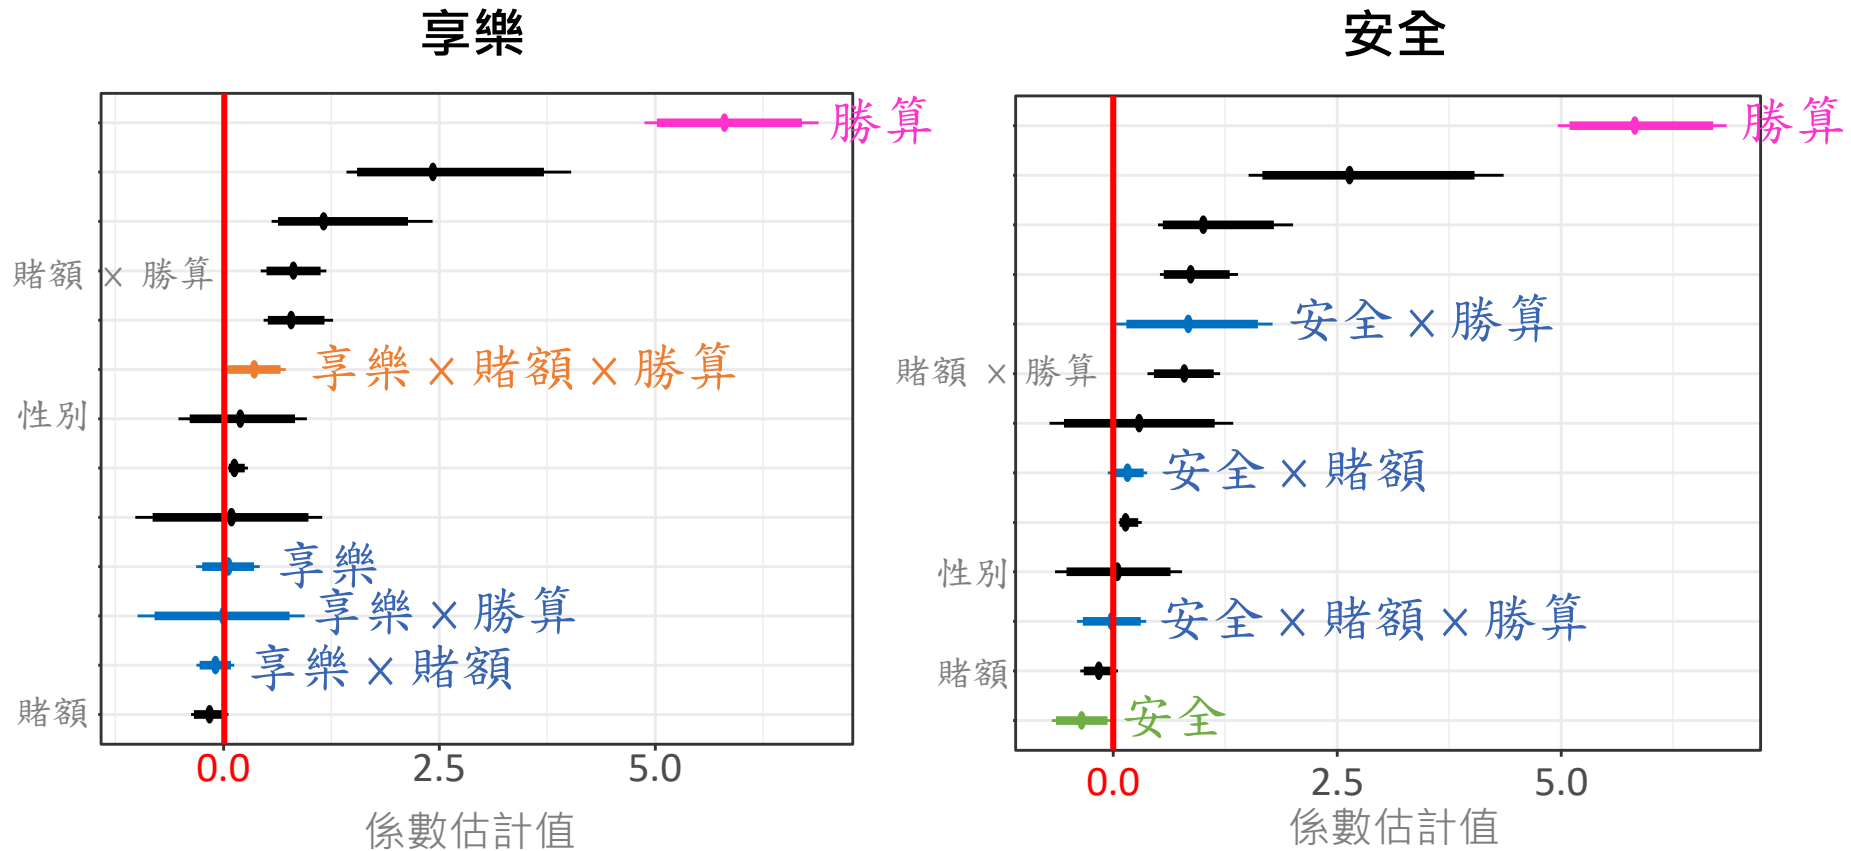 享樂
勝算
賭額 × 勝算
享樂 × 賭額 × 勝算
性別
享樂
享樂 × 勝算
享樂 × 賭額
賭額
0.0 2.5 5.0
係數估計值
安全
勝算
安全 × 勝算
賭額 × 勝算
安全 × 賭額
性別
安全 × 賭額 × 勝算
賭額
安全
0.0 2.5 5.0
係數估計值